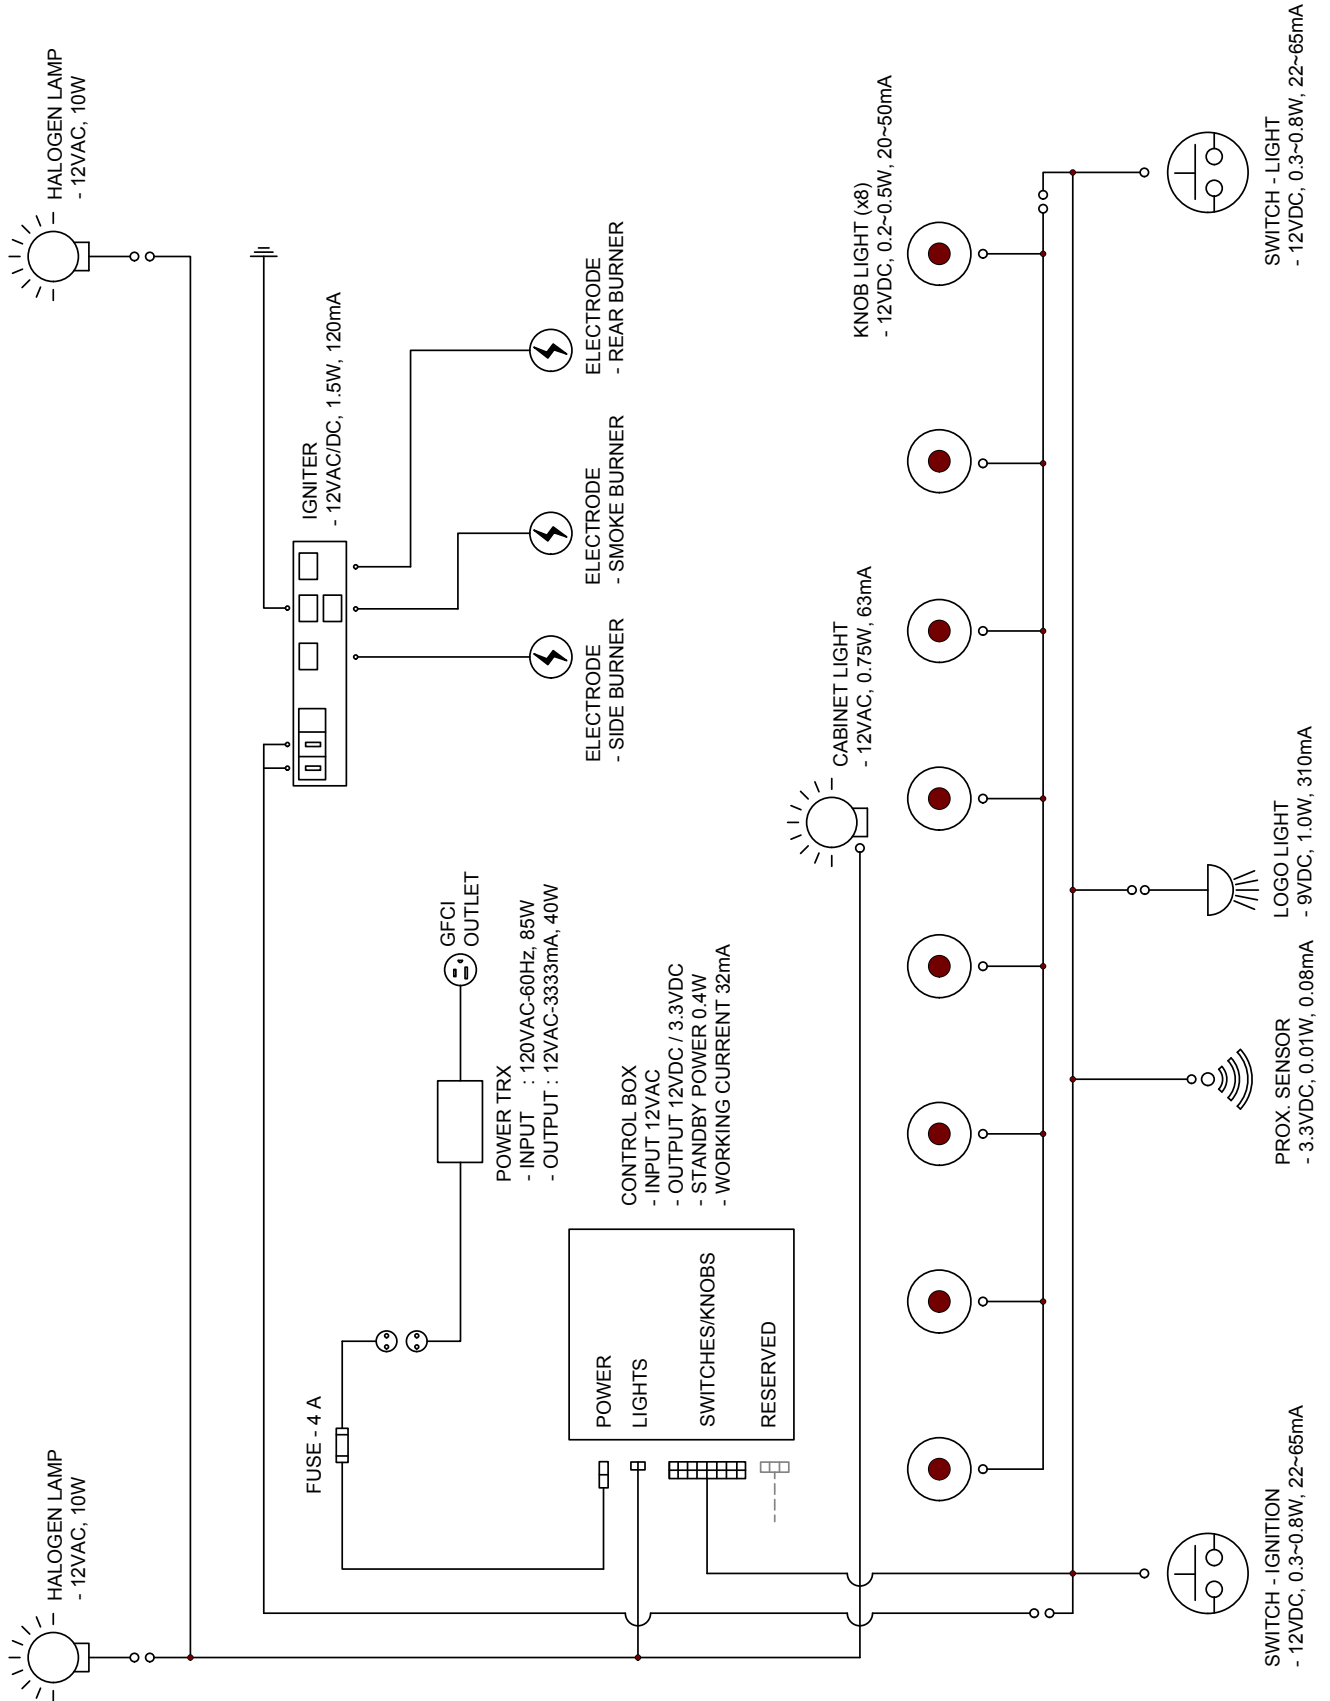 HALOGEN LAMP
- 12VAC, 10W
HALOGEN LAMP
- 12VAC, 10W
FUSE - 4 A
IGNITER
- 12VAC/DC, 1.5W, 120mA
GFCI
OUTLET
POWER TRX
- INPUT : 120VAC-60Hz, 85W
- OUTPUT : 12VAC-3333mA, 40W
ELECTRODE
- SIDE BURNER
ELECTRODE
- SMOKE BURNER
ELECTRODE
- REAR BURNER
CONTROL BOX
- INPUT 12VAC
- OUTPUT 12VDC / 3.3VDC
- STANDBY POWER 0.4W
- WORKING CURRENT 32mA
POWER
LIGHTS
SWITCHES/KNOBS
RESERVED
CABINET LIGHT
- 12VAC, 0.75W, 63mA
KNOB LIGHT (x8)
- 12VDC, 0.2~0.5W, 20~50mA
SWITCH - IGNITION
- 12VDC, 0.3~0.8W, 22~65mA
PROX. SENSOR
- 3.3VDC, 0.01W, 0.08mA
LOGO LIGHT
- 9VDC, 1.0W, 310mA
SWITCH - LIGHT
- 12VDC, 0.3~0.8W, 22~65mA